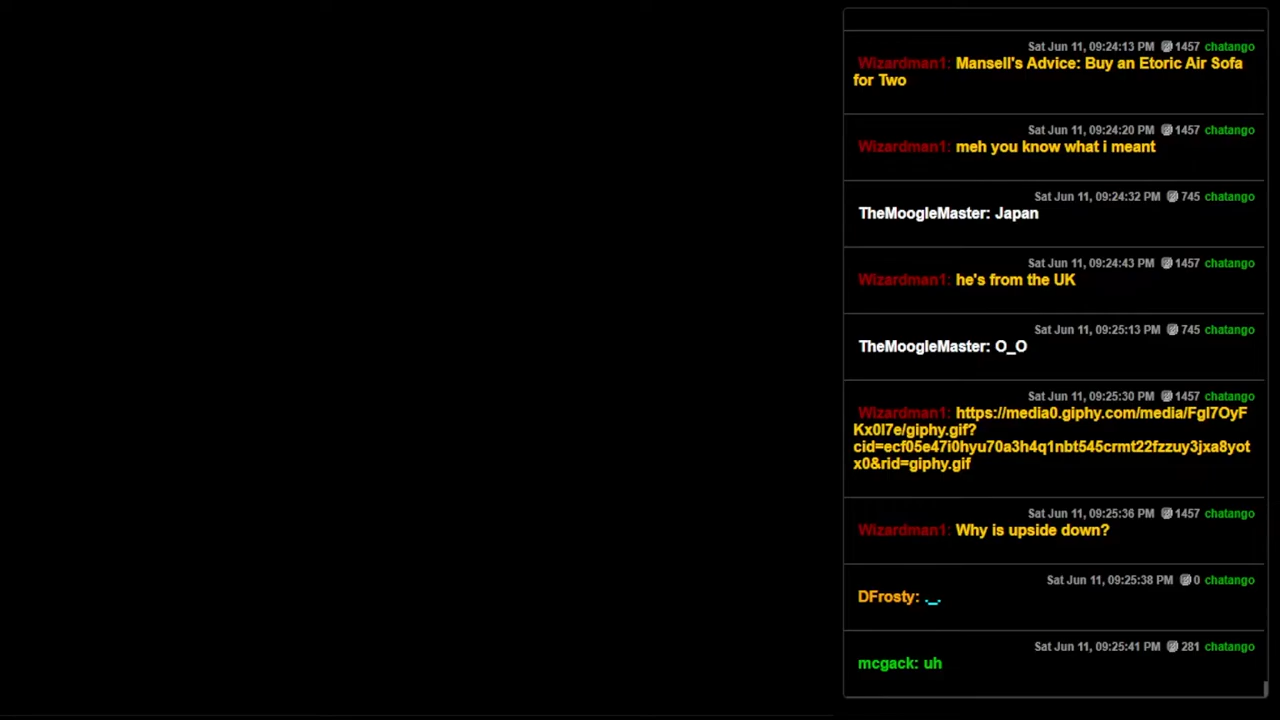 Sat Jun 11, 09:24:13 PM 1457 chatango
Wizardman1: Mansell's Advice: Buy an Etoric Air Sofa
for Two
Sat Jun 11, 09:24:20 PM 1457 chatango
Wizardman1: meh you know what i meant
Sat Jun 11, 09:24:32 PM 745 chatango
TheMoogleMaster: Japan
Sat Jun 11, 09:24:43 PM 1457 chatango
Wizardman1: he's from the UK
Sat Jun 11, 09:25:13 PM 745 chatango
TheMoogleMaster: O_O
Sat Jun 11, 09:25:30 PM 1457 chatango
Wizardman1: https://media0.giphy.com/media/FgI7OyF
Kx0l7e/giphy.gif?
cid=ecf05e47i0hyu70a3h4q1nbt545crmt22fzzuy3jxa8yot
x0&rid=giphy.gif
Sat Jun 11, 09:25:36 PM 1457 chatango
Wizardman1: Why is upside down?
Sat Jun 11, 09:25:38 PM 0 chatango
DFrosty: ._.
Sat Jun 11, 09:25:41 PM 281 chatango
mcgack: uh